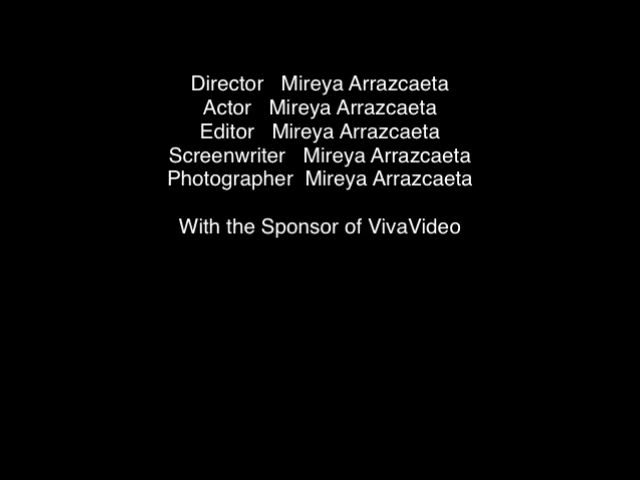 Director Mireya Arrazcaeta
Actor Mireya Arrazcaeta
Editor Mireya Arrazcaeta
Screenwriter Mireya Arrazcaeta
Photographer Mireya Arrazcaeta
With the Sponsor of VivaVideo